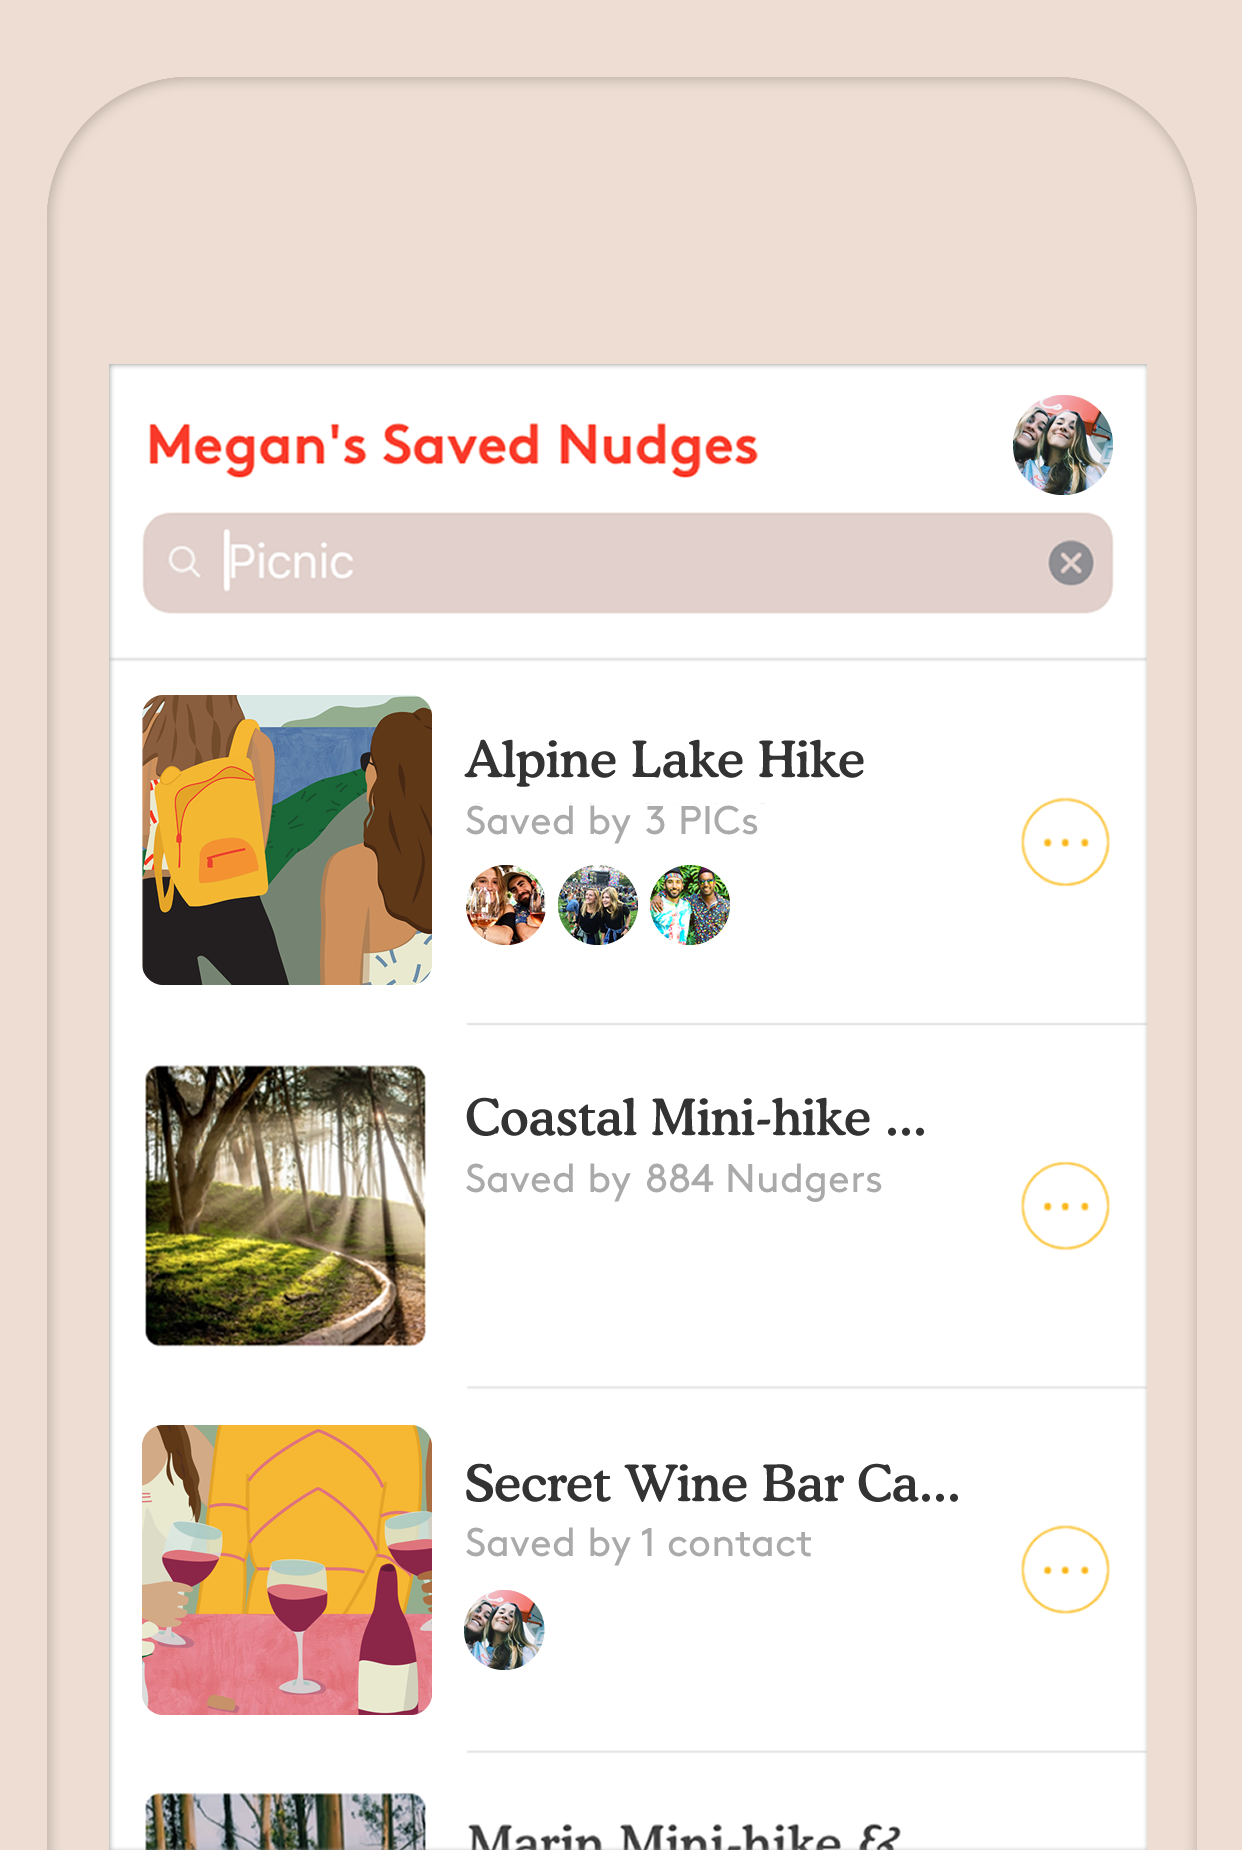 Megan's Saved Nudges
Picnic
Alpine Lake Hike
Saved by 3 PICs
Coastal Mini-hike ...
Saved by 884 Nudgers
Secret Wine Bar Ca...
Saved by 1 contact
Marin Mini-hike &